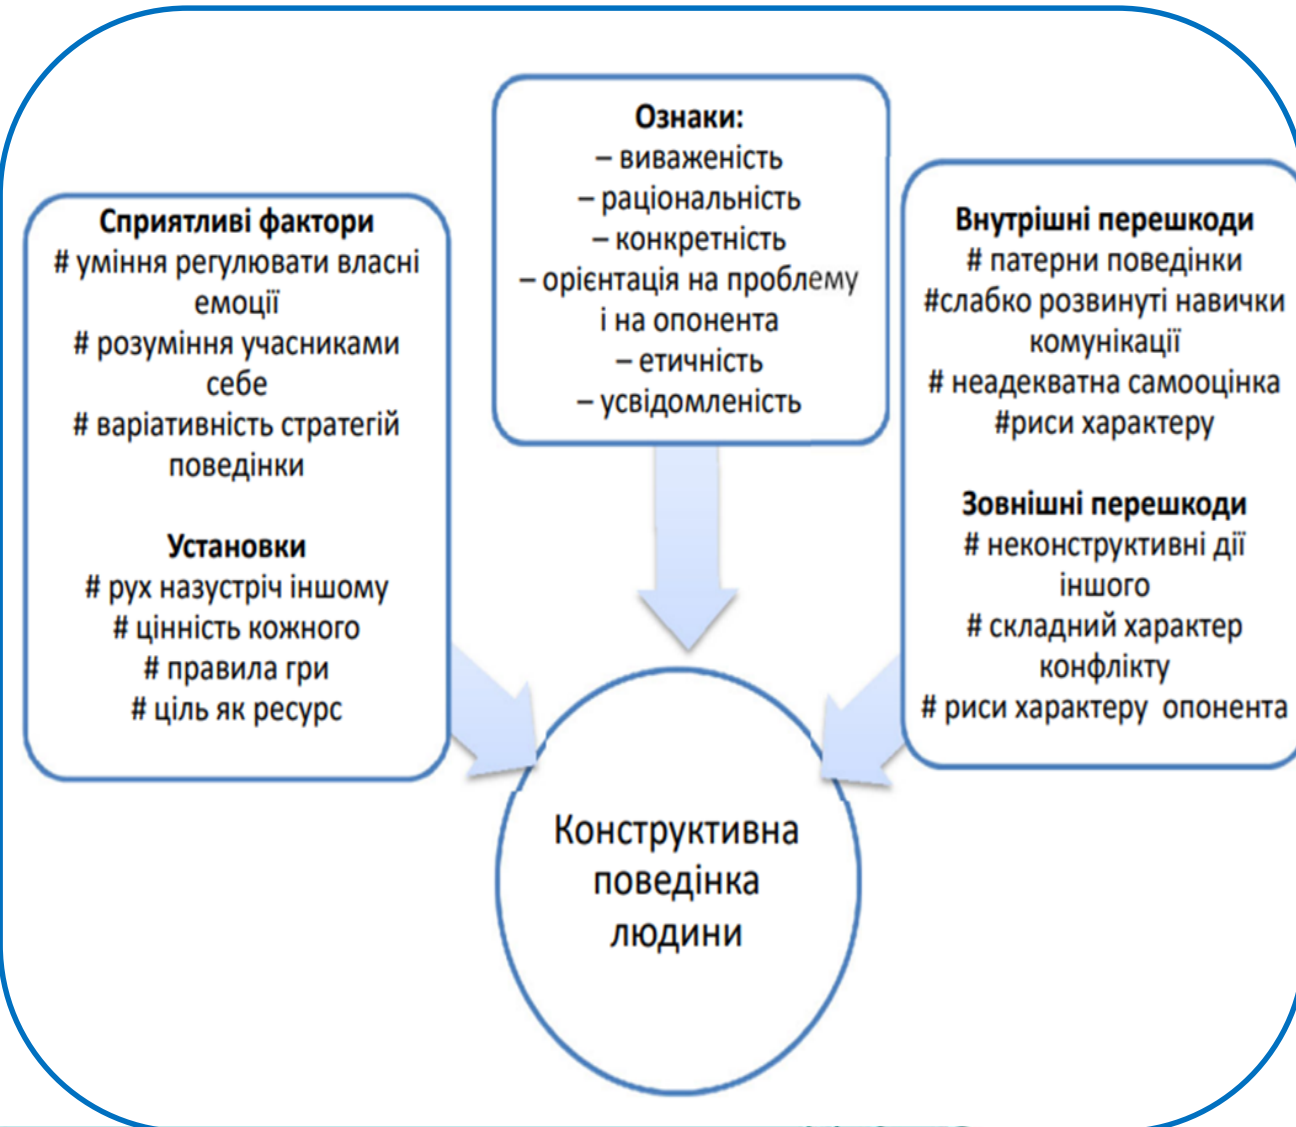 Ознаки:
– виваженість
– раціональність
– конкретність
– орієнтація на проблему
і на опонента
– етичність
– усвідомленість
Сприятливі фактори
# уміння регулювати власні
емоції
# розуміння учасниками
себе
# варіативність стратегій
поведінки
Установки
# рух назустріч іншому
# цінність кожного
# правила гри
# ціль як ресурс
Внутрішні перешкоди
# патерни поведінки
#слабко розвинуті навички
комунікації
# неадекватна самооцінка
#риси характеру
Зовнішні перешкоди
# неконструктивні дії
іншого
# складний характер
конфлікту
# риси характеру опонента
Конструктивна
поведінка
людини